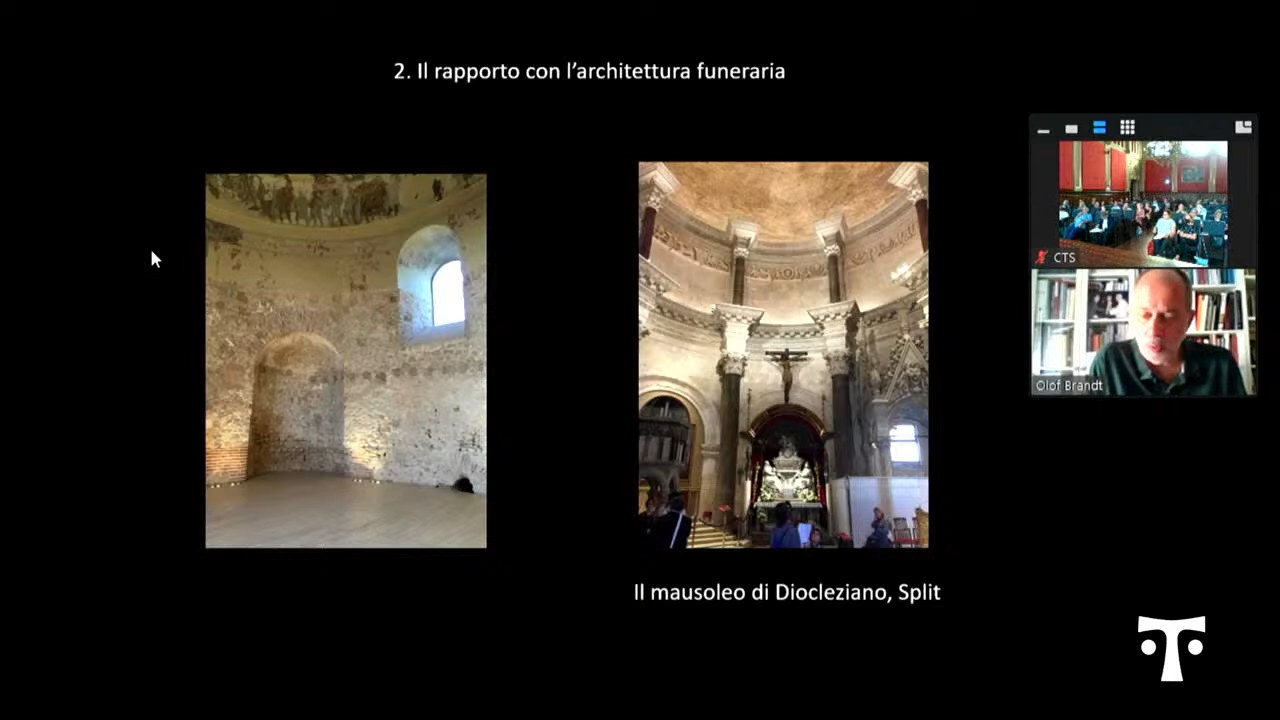 2. Il rapporto con l’architettura funeraria
CTS
Olof Brandt
Il mausoleo di Diocleziano, Split